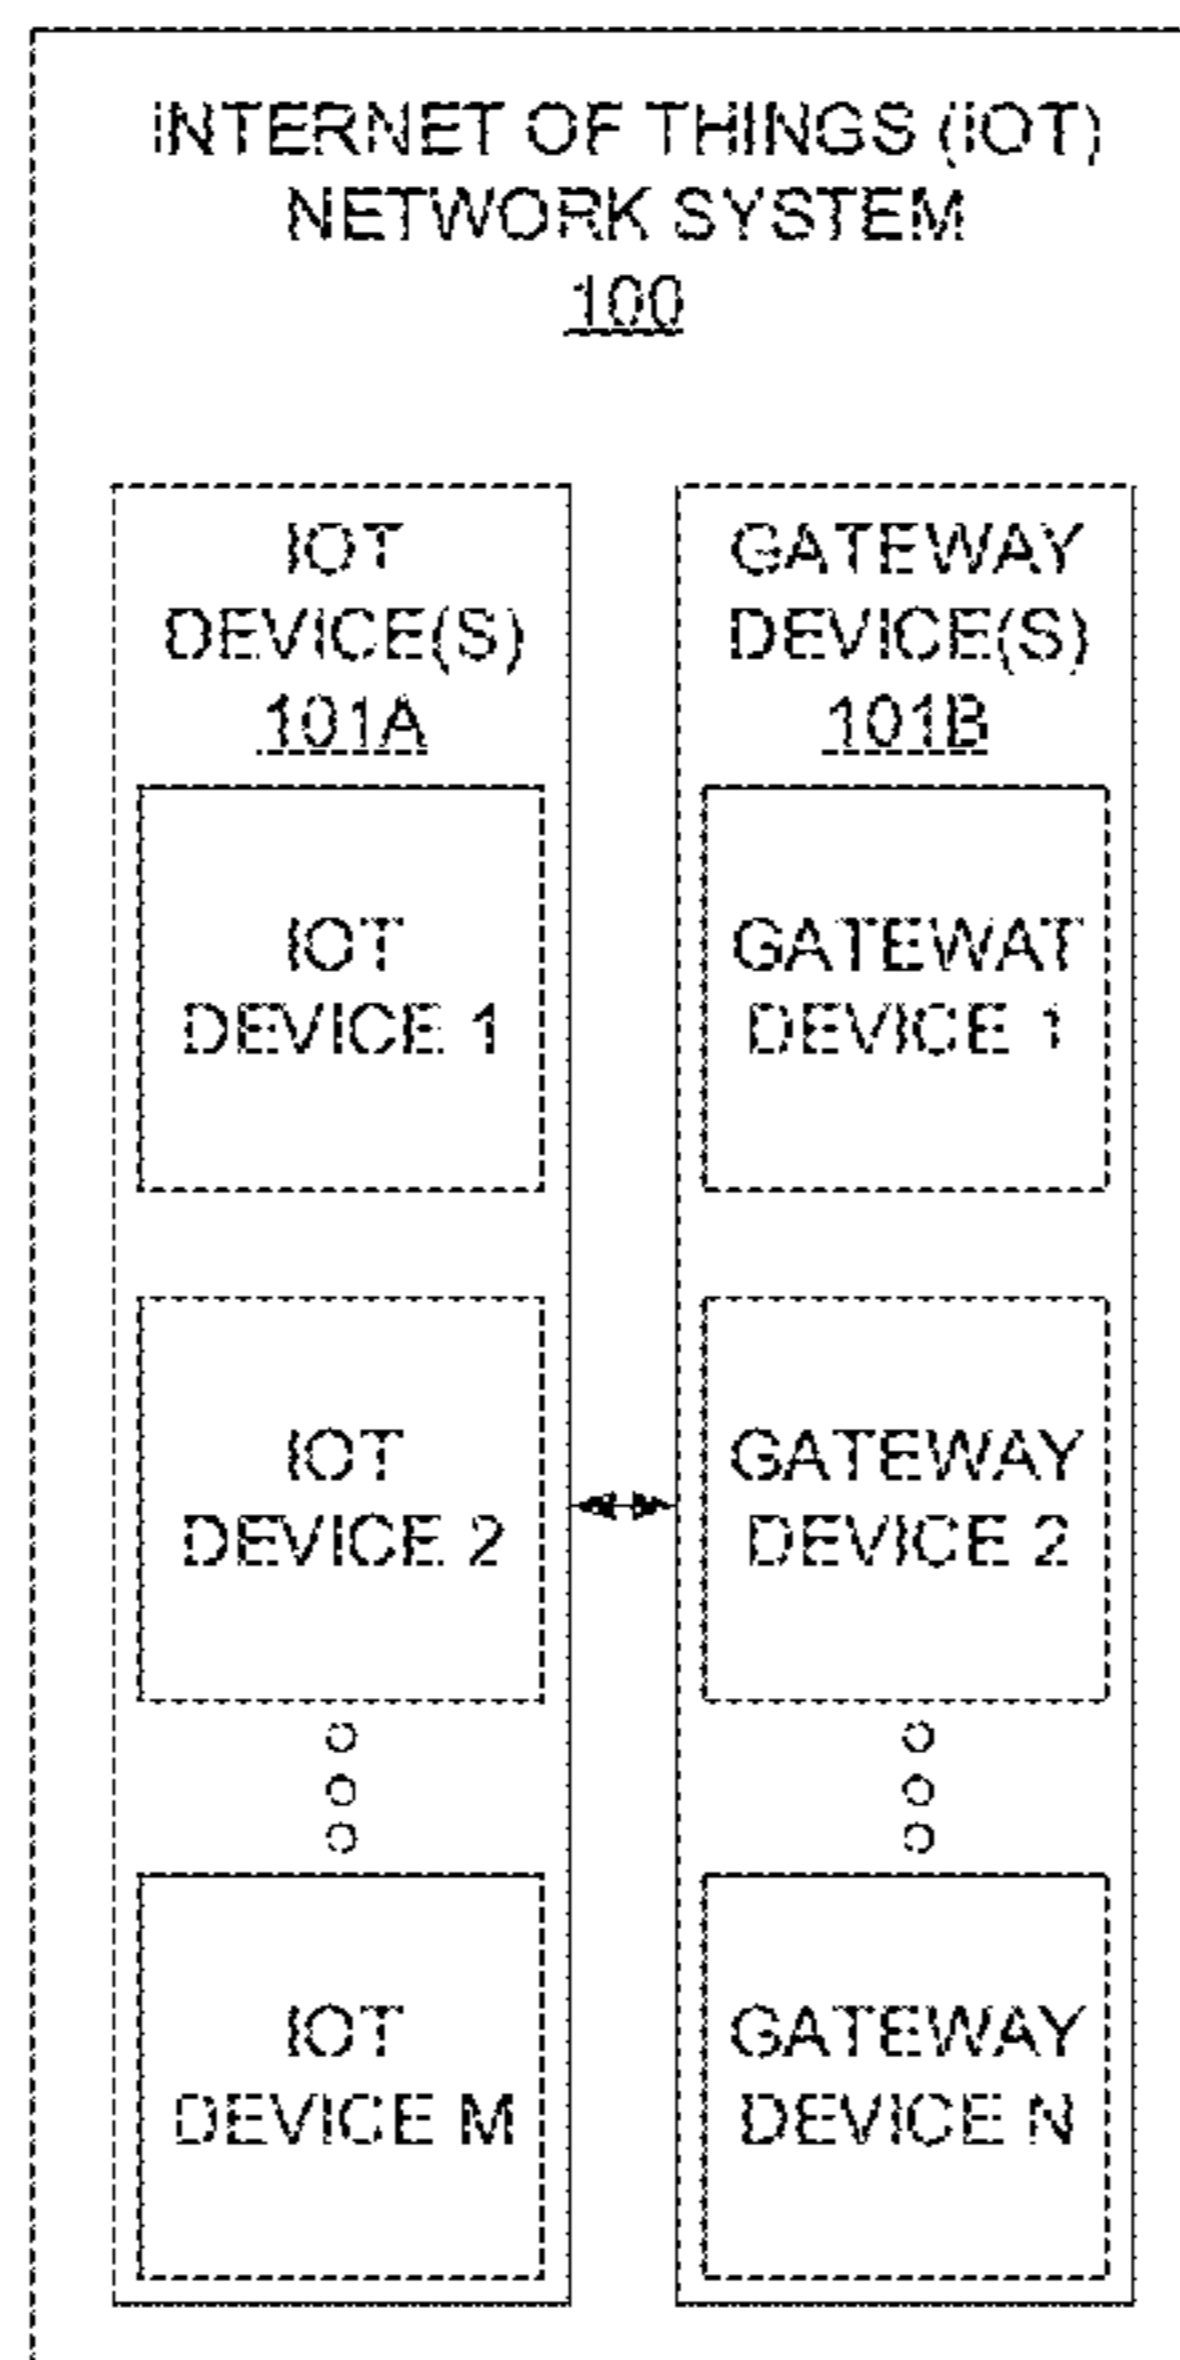 INTERNET OF THINGS (IOT)
NETWORK SYSTEM
100
IOT
DEVICE(S)
101A
IOT
DEVICE 1
IOT
DEVICE 2
IOT
DEVICE M
GATEWAY
DEVICE(S)
101B
GATEWAT
DEVICE 1
GATEWAY
DEVICE 2
GATEWAY
DEVICE N